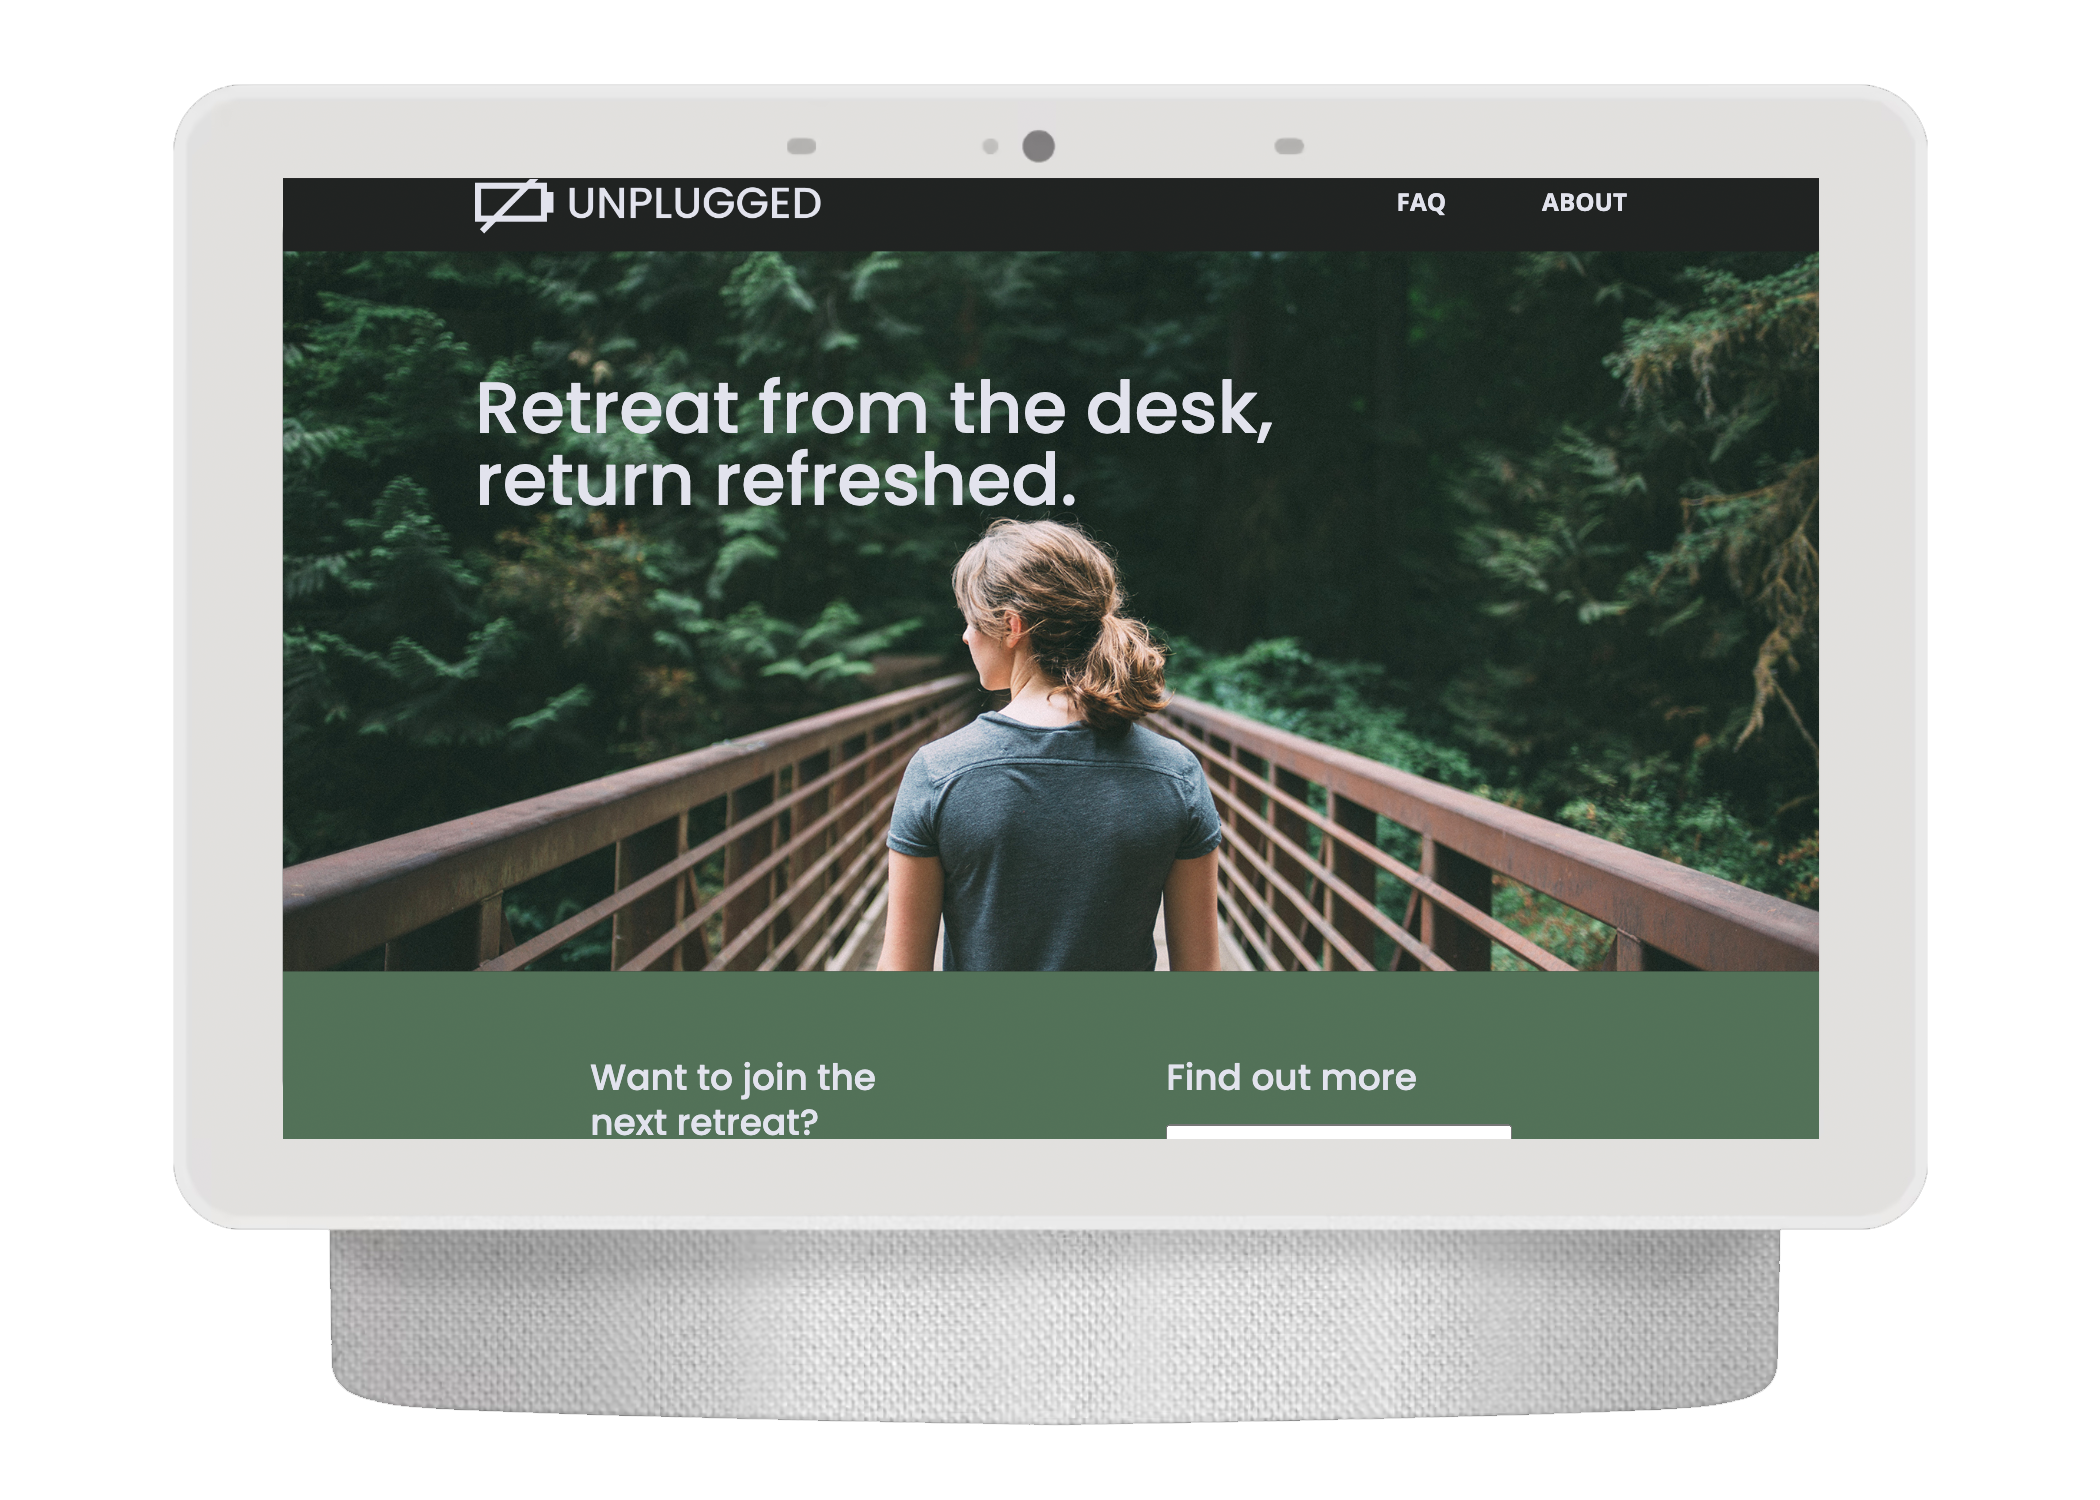 UNPLUGGED
FAQ ABOUT
Retreat from the desk,
return refreshed.
Want to join the
next retreat?
Find out more